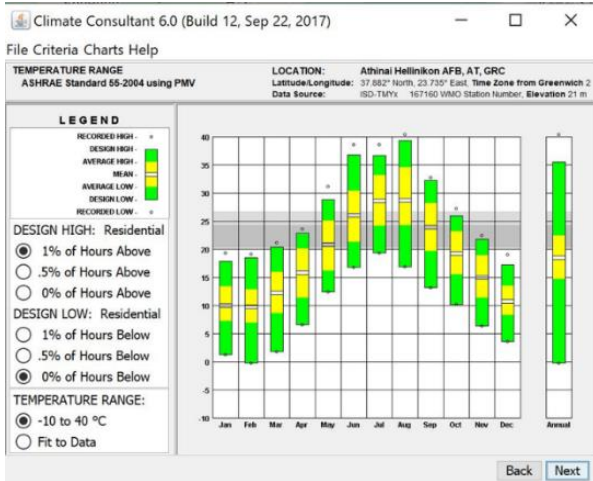 Climate Consultant 6.0 (Build 12, Sep 22, 2017)
File Criteria Charts Help
TEMPERATURE RANGE
ASHRAE Standard 55-2004 using PMV
LOCATION: Athinai Hellinikon AFB, AT, GRC
Latitude/Longitude: 37.882° North, 23.735° East, Time Zone from Greenwich 2
Data Source: ISD-TMYx 167160 WMO Station Number, Elevation 21 m
LEGEND
RECORDED HIGH -
DESIGN HIGH -
AVERAGE HIGH -
MEAN -
AVERAGE LOW -
DESIGN LOW -
RECORDED LOW -
DESIGN HIGH: Residential
1% of Hours Above
.5% of Hours Above
0% of Hours Above
DESIGN LOW: Residential
1% of Hours Below
.5% of Hours Below
0% of Hours Below
TEMPERATURE RANGE:
-10 to 40 °C
Fit to Data
40
35
30
25
20
15
10
5
0
-5
-10
Jan Feb Mar Apr May Jun Jul Aug Sep Oct Nov Dec Annual
Back Next